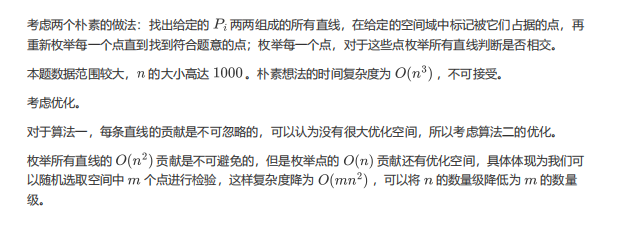 考虑两个朴素的做法：找出给定的 P_i 两两组成的所有直线，在给定的空间域中标记被它们占据的点，再
重新枚举每一个点直到找到符合题意的点；枚举每一个点，对于这些点枚举所有直线判断是否相交。
本题数据范围较大，n 的大小高达 1000 。朴素想法的时间复杂度为 O(n^3) ，不可接受。
考虑优化。
对于算法一，每条直线的贡献是不可忽略的，可以认为没有很大优化空间，所以考虑算法二的优化。
枚举所有直线的 O(n^2) 贡献是不可避免的，但是枚举点的 O(n) 贡献还有优化空间，具体体现为我们可
以随机选取空间中 m 个点进行检验，这样复杂度降为 O(mn^2) ，可以将 n 的数量级降低为 m 的数量
级。